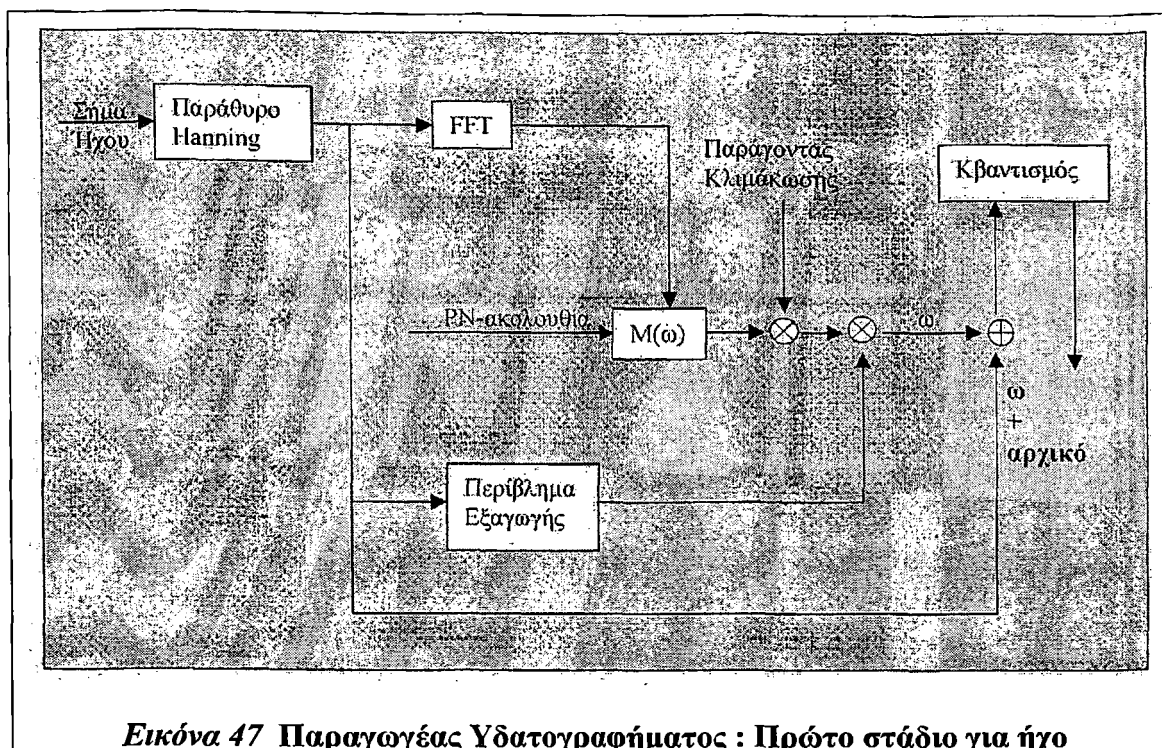 Σήμα
Ήχου
Παράθυρο
Hanning
FFT
Παράγοντας
Κλιμάκωσης
Κβαντισμός
PN-ακολουθία
M(ω)
ω
ω
+
αρχικό
Περίβλημα
Εξαγωγής
Εικόνα 47 Παραγωγέας Υδατογραφήματος : Πρώτο στάδιο για ήχο